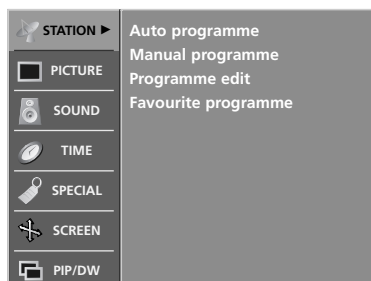 STATION ►
PICTURE
SOUND
TIME
SPECIAL
SCREEN
PIP/DW
Auto programme
Manual programme
Programme edit
Favourite programme